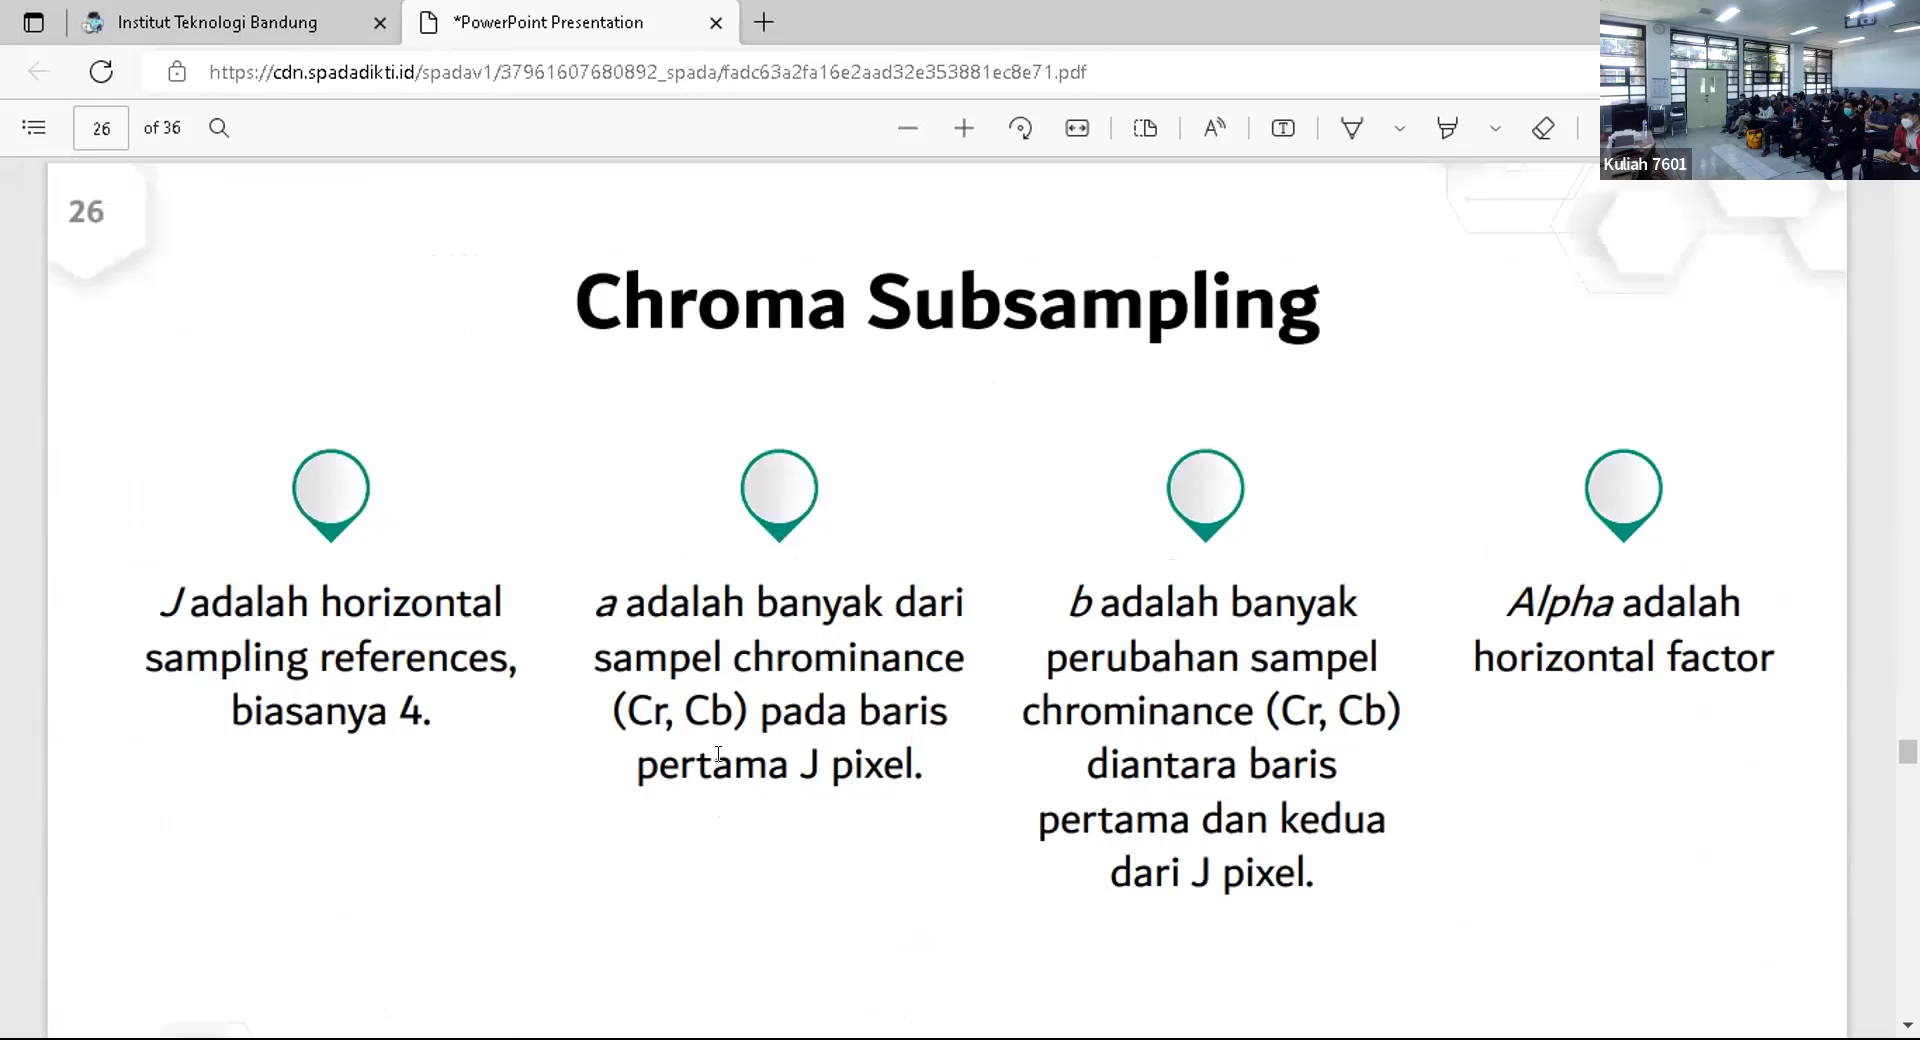 Institut Teknologi Bandung
*PowerPoint Presentation
https://cdn.spadadikti.id/spadav1/37961607680892_spada/fadc63a2fa16e2aad32e353881ec8e71.pdf
26 of 36
Kuliah 7601
26
Chroma Subsampling
J adalah horizontal
sampling references,
biasanya 4.
a adalah banyak dari
sampel chrominance
(Cr, Cb) pada baris
pertama J pixel.
b adalah banyak
perubahan sampel
chrominance (Cr, Cb)
diantara baris
pertama dan kedua
dari J pixel.
Alpha adalah
horizontal factor